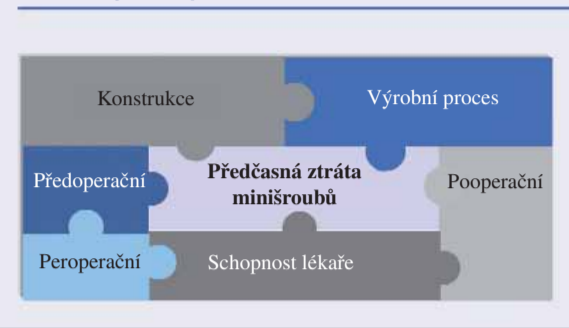 Konstrukce
Výrobní proces
Předoperační
Předčasná ztráta
minišroubů
Pooperační
Peroperační
Schopnost lékaře